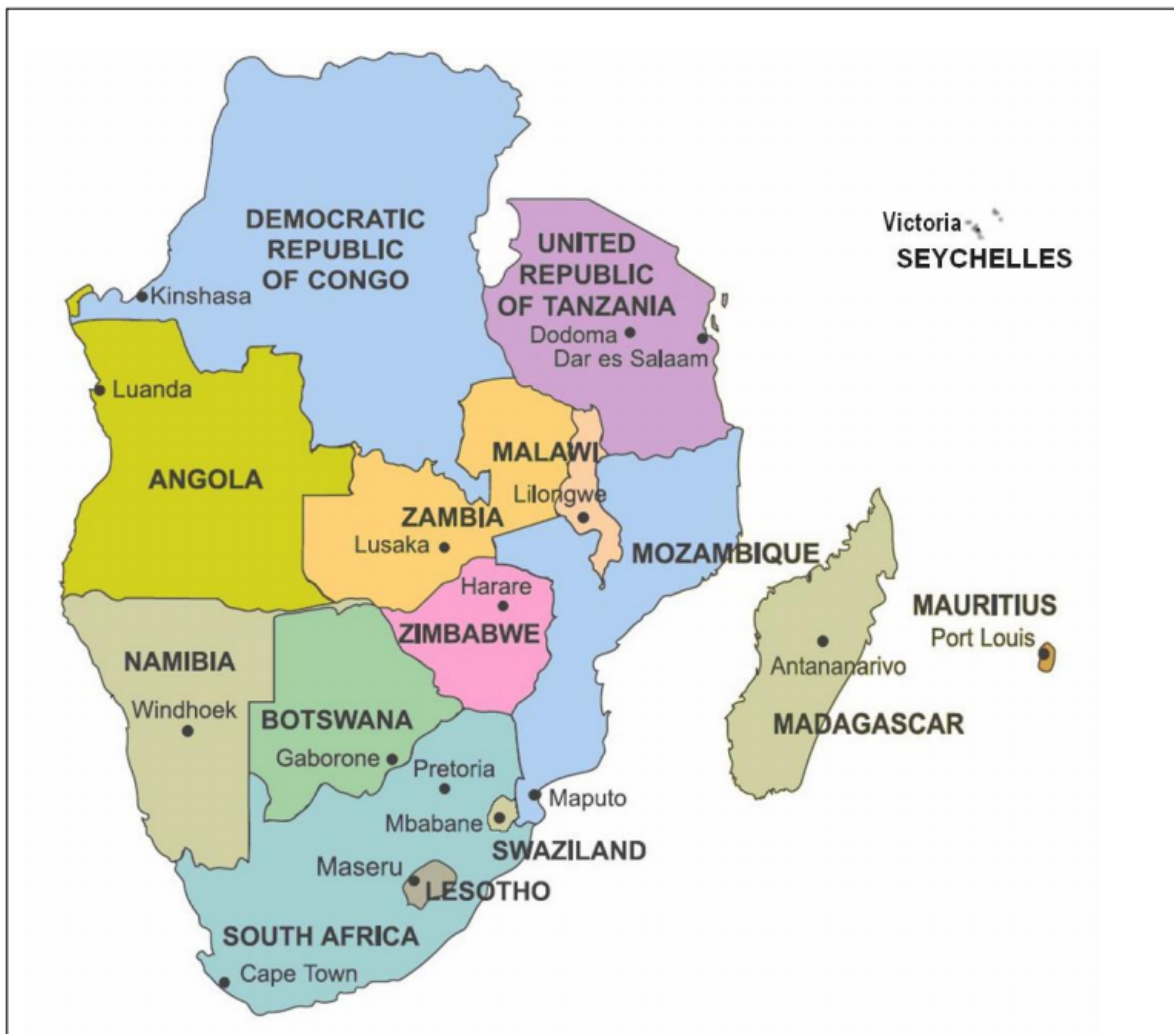 DEMOCRATIC
REPUBLIC
OF CONGO
Kinshasa
UNITED
REPUBLIC
OF TANZANIA
Dodoma
Dar es Salaam
Victoria
SEYCHELLES
Luanda
ANGOLA
MALAWI
Lilongwe
ZAMBIA
Lusaka
MOZAMBIQUE
Harare
ZIMBABWE
MAURITIUS
Port Louis
Antananarivo
MADAGASCAR
NAMIBIA
Windhoek
BOTSWANA
Gaborone
Pretoria
Mbabane
Maputo
SWAZILAND
Maseru
LESOTHO
SOUTH AFRICA
Cape Town